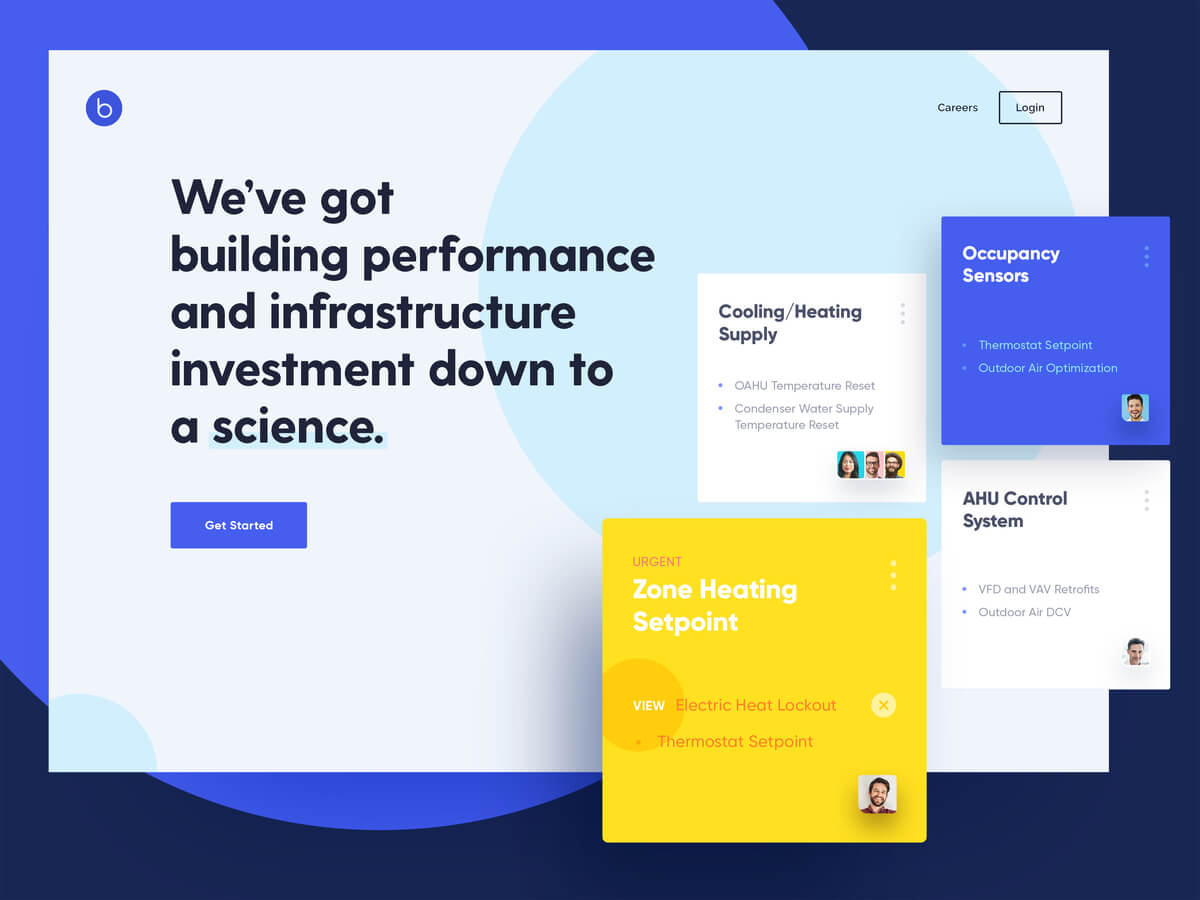 b
Careers
Login
We've got
building performance
and infrastructure
investment down to
a science.
Get Started
Cooling/Heating
Supply
OAHU Temperature Reset
Condenser Water Supply
Temperature Reset
Occupancy
Sensors
Thermostat Setpoint
Outdoor Air Optimization
URGENT
Zone Heating
Setpoint
VIEW Electric Heat Lockout
Thermostat Setpoint
AHU Control
System
VFD and VAV Retrofits
Outdoor Air DCV